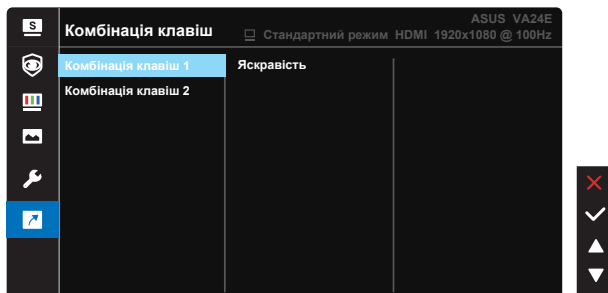 S
Комбінація клавіш
ASUS VA24E
Стандартний режим HDMI 1920x1080 @ 100Hz
Комбінація клавіш 1
Яскравість
Комбінація клавіш 2